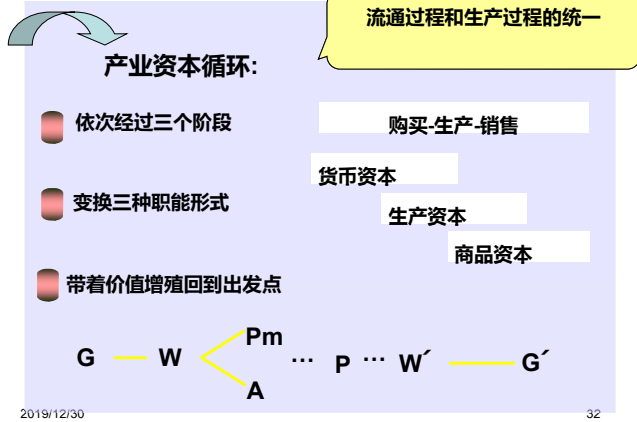 流通过程和生产过程的统一
产业资本循环:
依次经过三个阶段
购买-生产-销售
货币资本
变换三种职能形式
生产资本
商品资本
带着价值增殖回到出发点
Pm
G — W … P … W´ — G´
A
2019/12/30
32